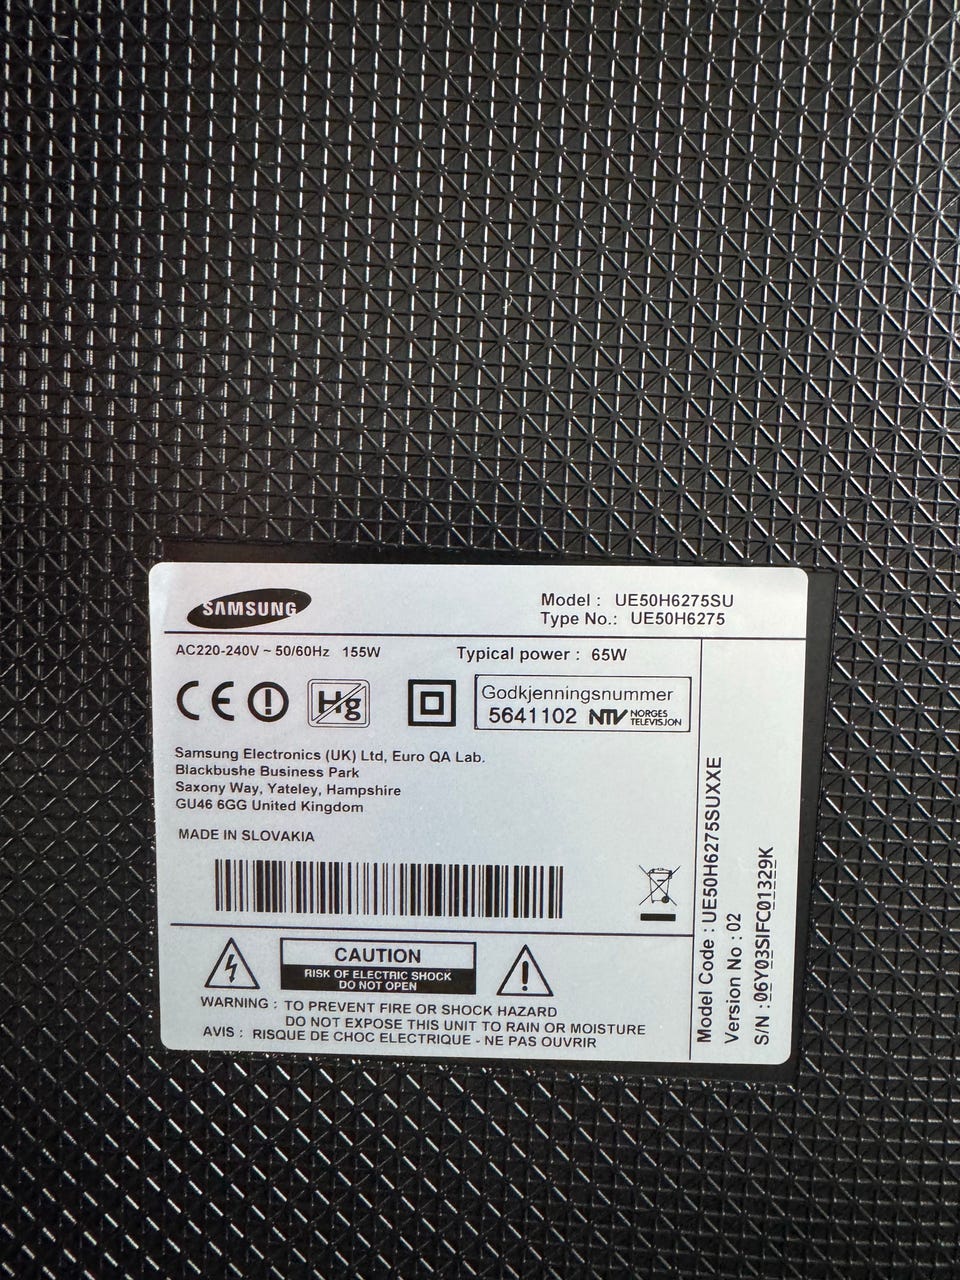 SAMSUNG
Model : UE50H6275SU
Type No.: UE50H6275
AC220-240V ~ 50/60Hz 155W
Typical power : 65W
CE
Hg
Godkjenningsnummer
5641102 NTV NORGES TELEVISJON
Samsung Electronics (UK) Ltd, Euro QA Lab.
Blackbushe Business Park
Saxony Way, Yateley, Hampshire
GU46 6GG United Kingdom
MADE IN SLOVAKIA
CAUTION
RISK OF ELECTRIC SHOCK
DO NOT OPEN
WARNING : TO PREVENT FIRE OR SHOCK HAZARD
DO NOT EXPOSE THIS UNIT TO RAIN OR MOISTURE
AVIS : RISQUE DE CHOC ELECTRIQUE - NE PAS OUVRIR
Model Code : UE50H6275SUXXE
Version No : 02
S/N : 06Y03SIFC01329K